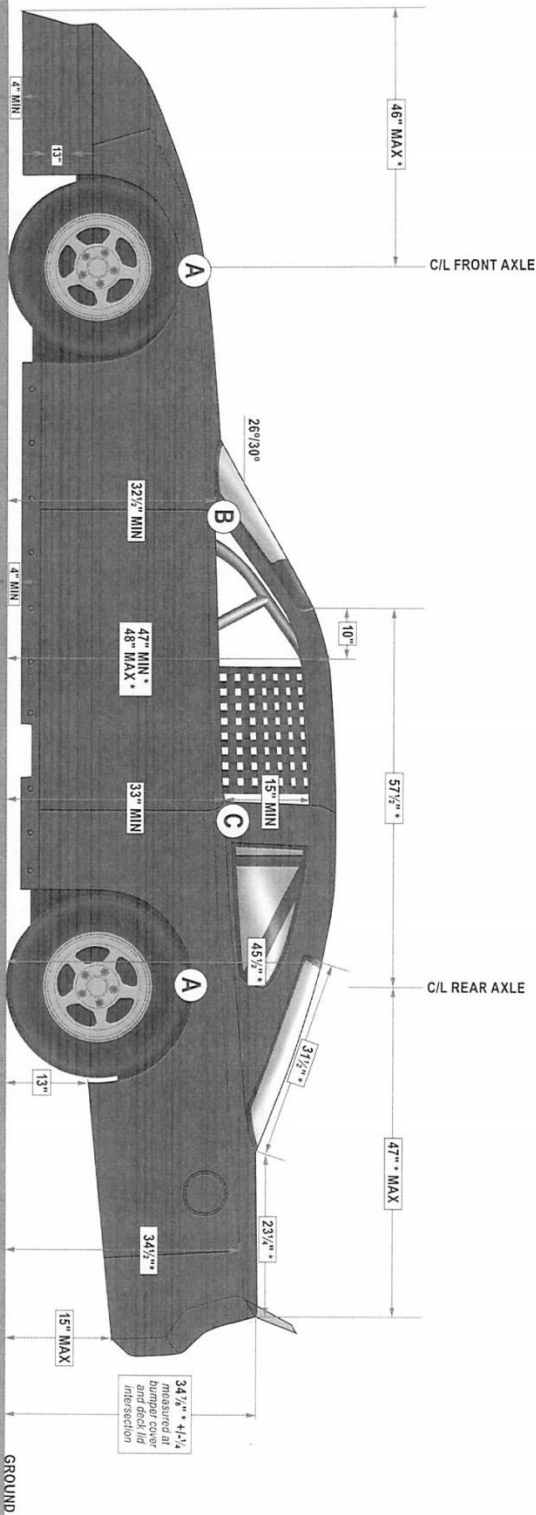 46" MAX *
C/L FRONT AXLE
4" MIN
13"
A
26º/30º
32½" MIN
B
4" MIN
10"
47" MIN *
48" MAX *
57½" *
33" MIN
15" MIN
C
45½" *
A
C/L REAR AXLE
31½" *
13"
47" * MAX
23¼" *
34½" *
15" MAX
34⅞" * +/-¼
measured at
bumper cover
and deck lid
intersection
GROUND